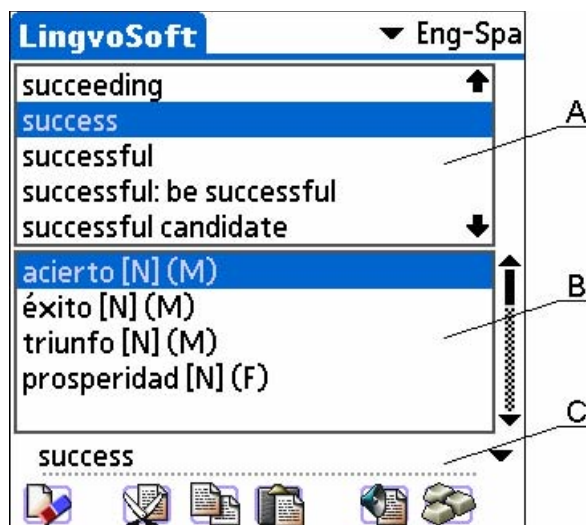 LingvoSoft Eng-Spa
succeeding
success
successful
successful: be successful
successful candidate
A
acierto [N] (M)
éxito [N] (M)
triunfo [N] (M)
prosperidad [N] (F)
B
success
C